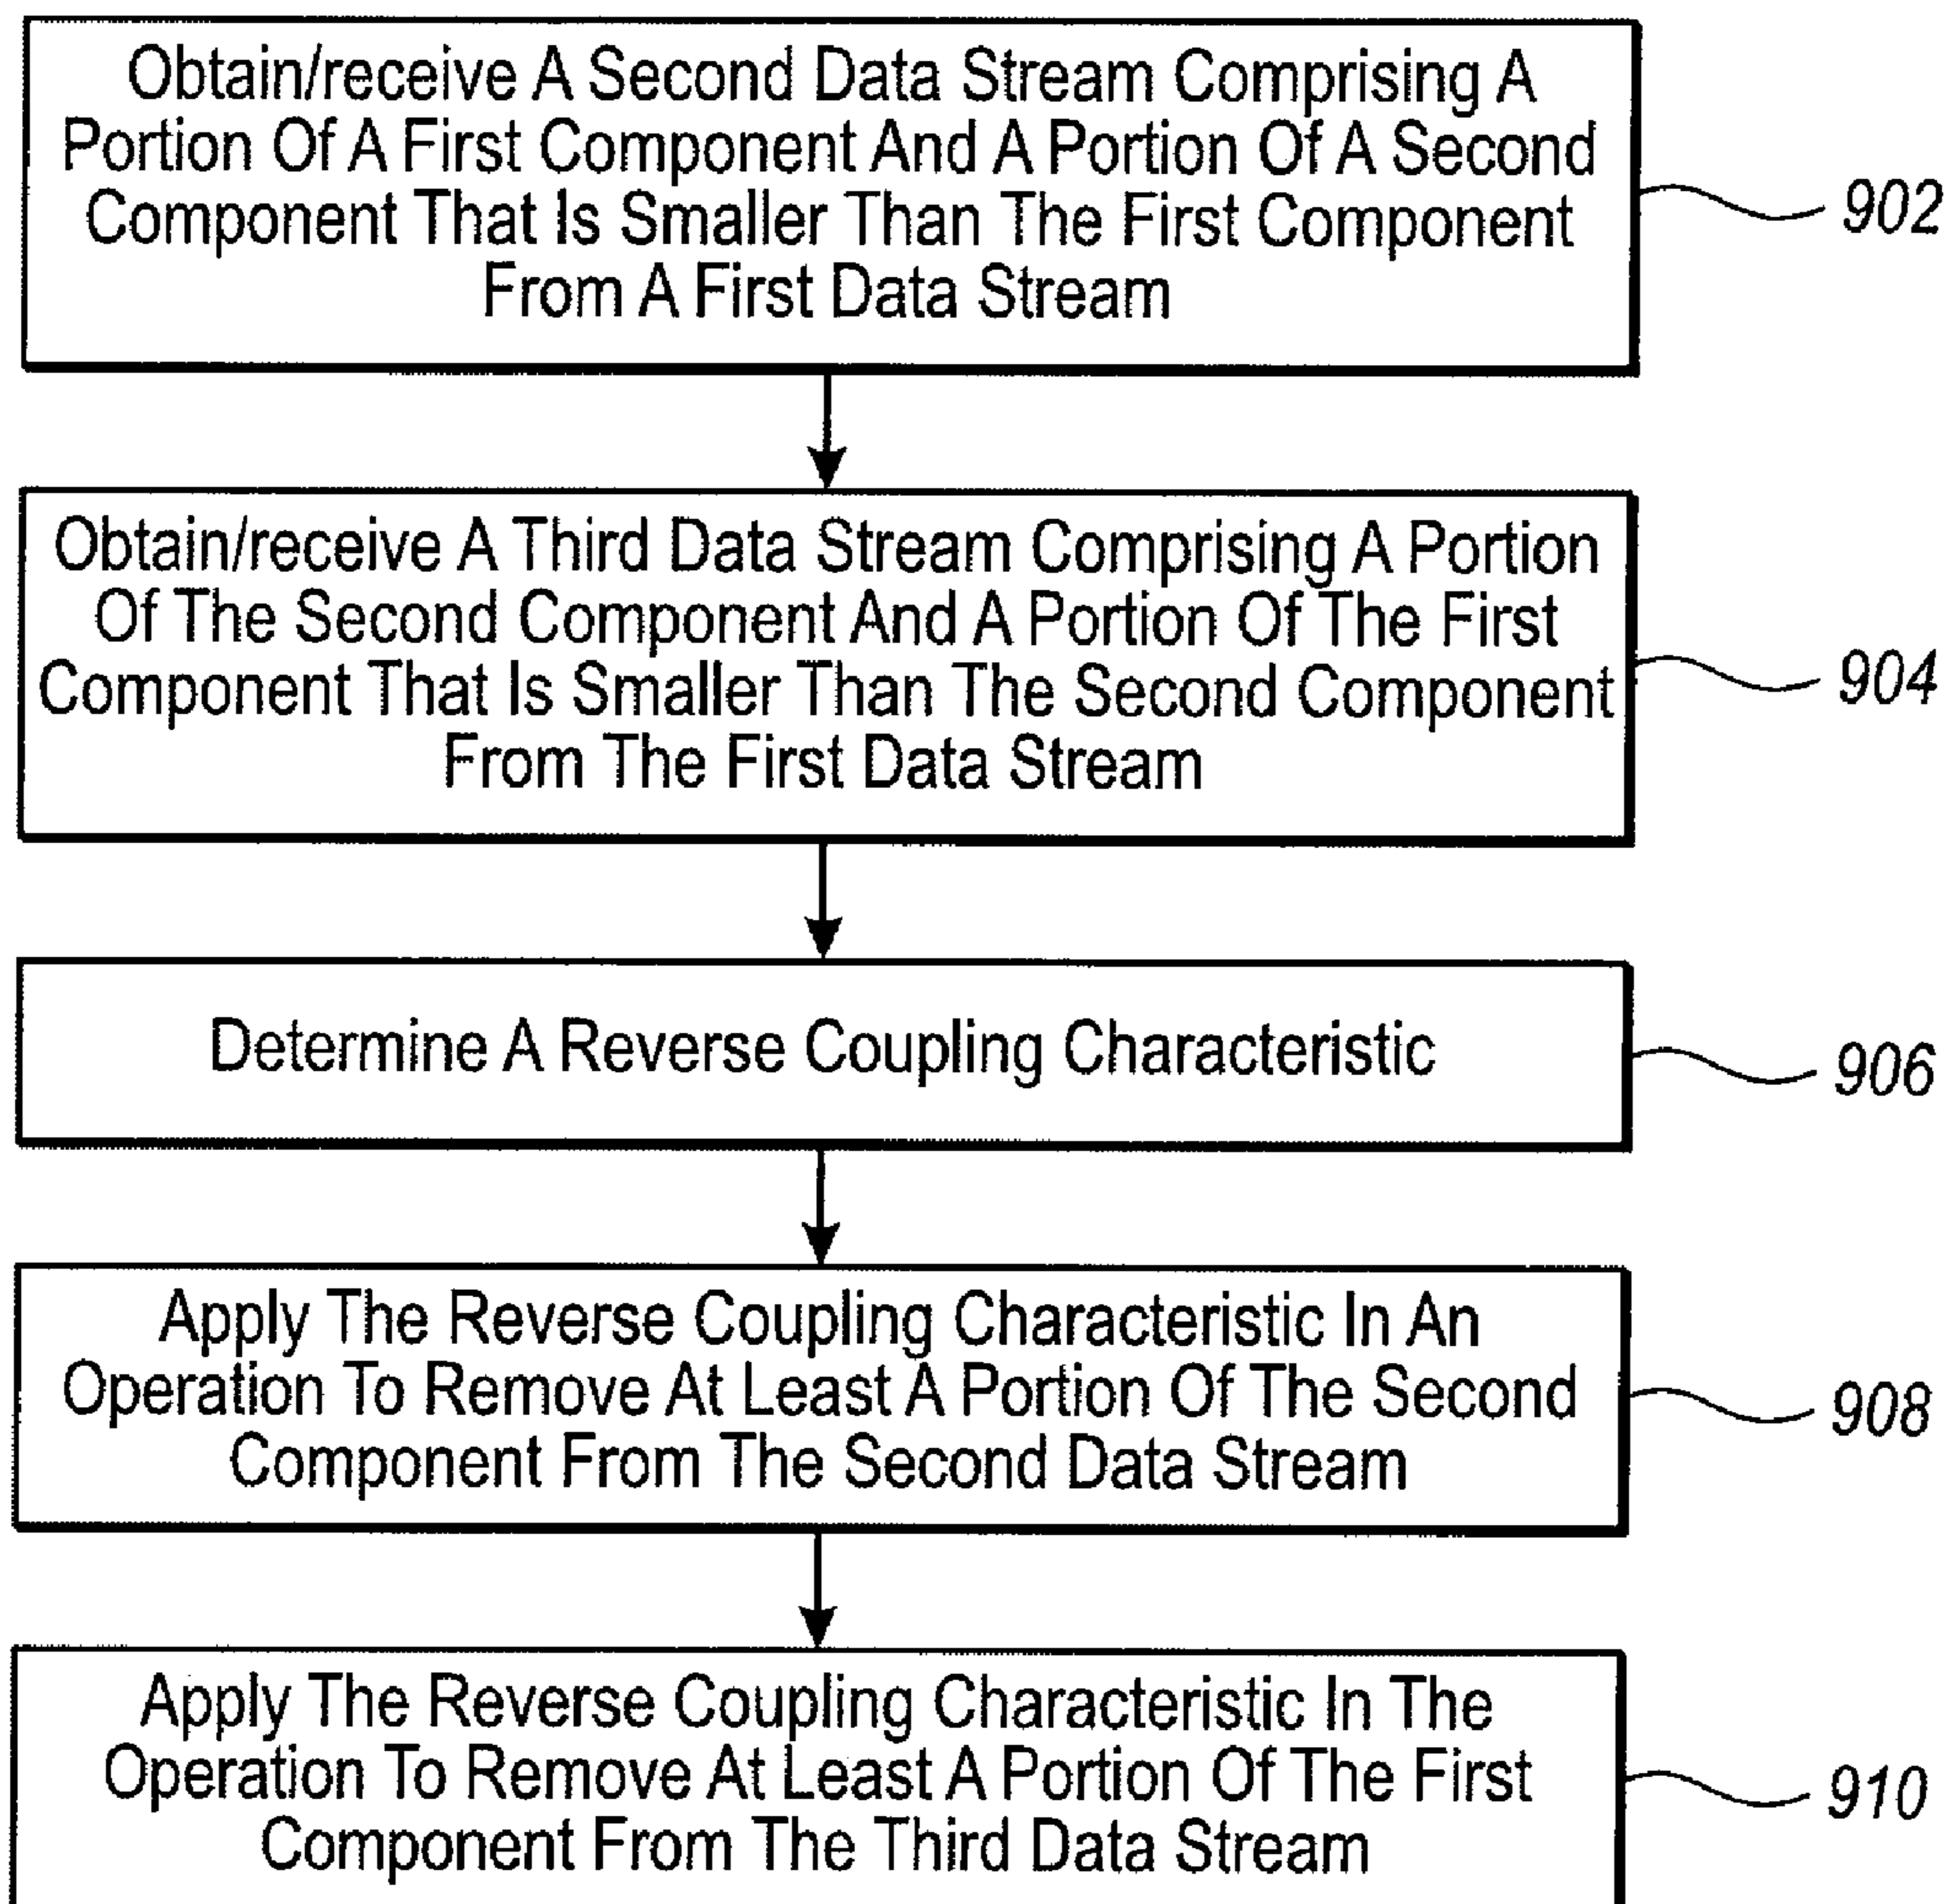 Obtain/receive A Second Data Stream Comprising A
Portion Of A First Component And A Portion Of A Second
Component That Is Smaller Than The First Component
From A First Data Stream
902
Obtain/receive A Third Data Stream Comprising A Portion
Of The Second Component And A Portion Of The First
Component That Is Smaller Than The Second Component
From The First Data Stream
904
Determine A Reverse Coupling Characteristic
906
Apply The Reverse Coupling Characteristic In An
Operation To Remove At Least A Portion Of The Second
Component From The Second Data Stream
908
Apply The Reverse Coupling Characteristic In The
Operation To Remove At Least A Portion Of The First
Component From The Third Data Stream
910